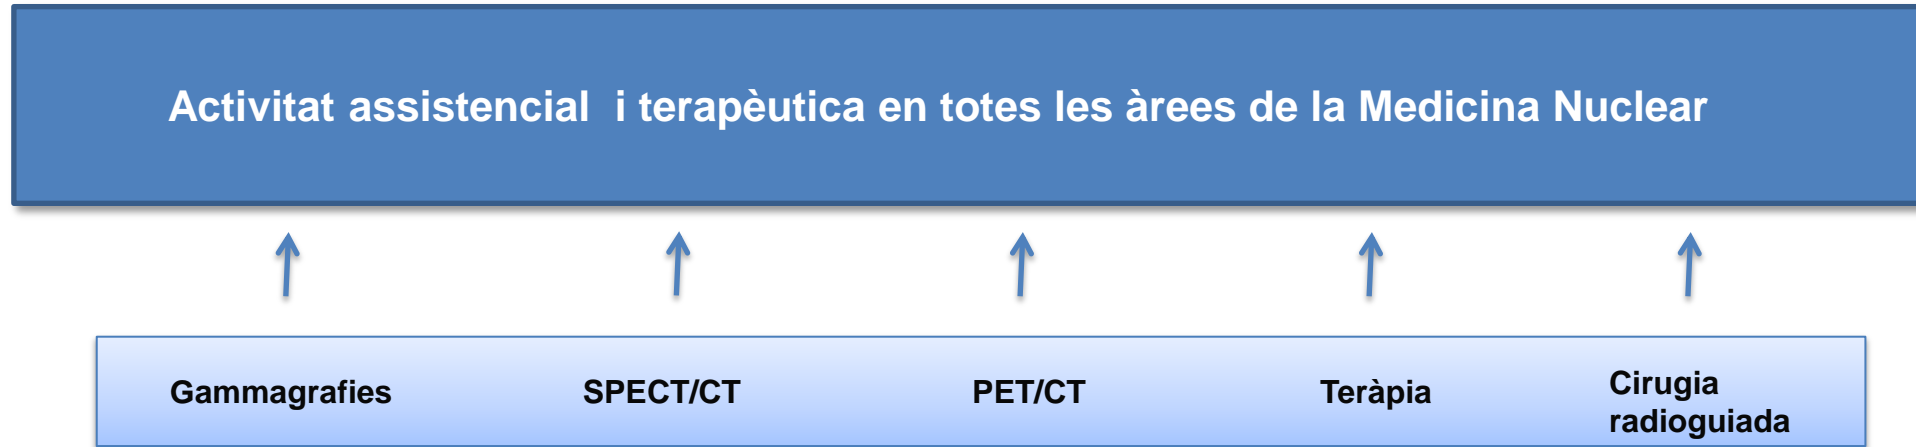 Activitat assistencial  i terapèutica en totes les àrees de la Medicina Nuclear
Gammagrafies
SPECT/CT
PET/CT
Teràpia
Cirugia
radioguiada